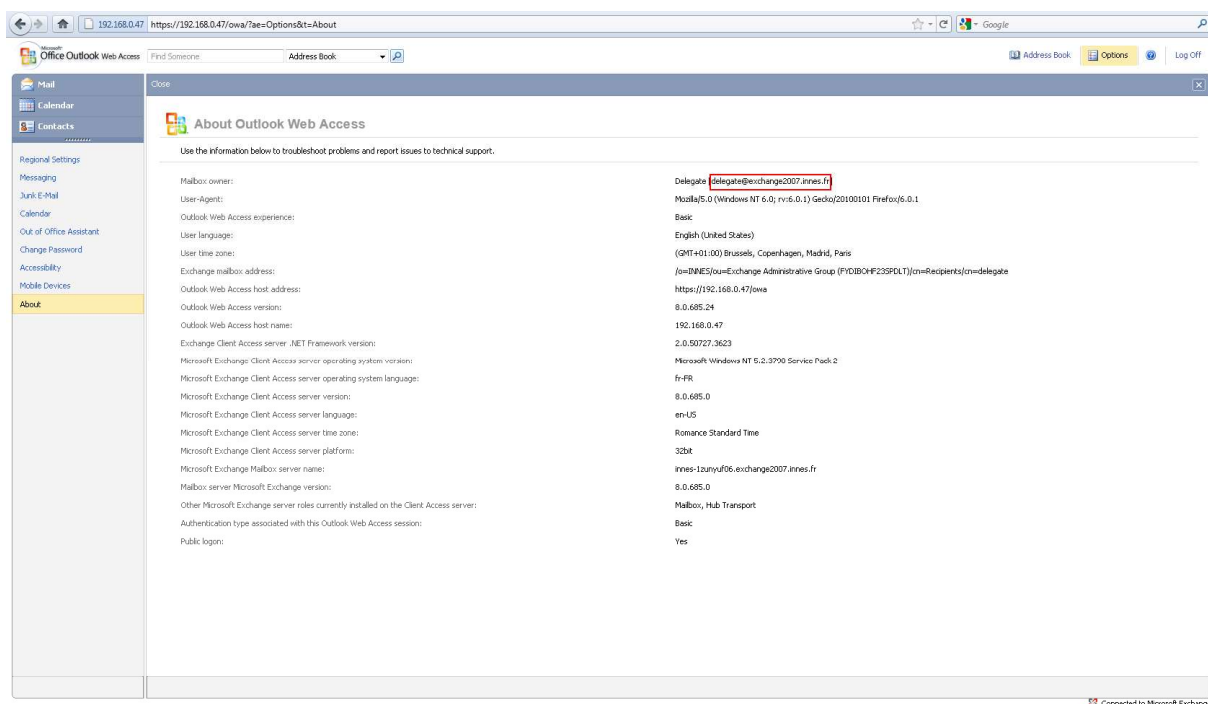 192.168.0.47 https://192.168.0.47/owa/?ae=Options&t=About Google
Microsoft
Office Outlook Web Access Find Someone Address Book Address Book Options Log Off
Mail Close
Calendar
Contacts
About Outlook Web Access
Use the information below to troubleshoot problems and report issues to technical support.
Regional Settings
Messaging
Junk E-Mail
Calendar
Out of Office Assistant
Change Password
Accessibility
Mobile Devices
About
Mailbox owner: Delegate [delegate@exchange2007.innes.fr]
User-Agent: Mozilla/5.0 (Windows NT 6.0; rv:6.0.1) Gecko/20100101 Firefox/6.0.1
Outlook Web Access experience: Basic
User language: English (United States)
User time zone: (GMT+01:00) Brussels, Copenhagen, Madrid, Paris
Exchange mailbox address: /o=INNES/ou=Exchange Administrative Group (FYDIBOHF23SPDLT)/cn=Recipients/cn=delegate
Outlook Web Access host address: https://192.168.0.47/owa
Outlook Web Access version: 8.0.685.24
Outlook Web Access host name: 192.168.0.47
Exchange Client Access server .NET Framework version: 2.0.50727.3623
Microsoft Exchange Client Access server operating system version: Microsoft Windows NT 5.2.3790 Service Pack 2
Microsoft Exchange Client Access server operating system language: fr-FR
Microsoft Exchange Client Access server version: 8.0.685.0
Microsoft Exchange Client Access server language: en-US
Microsoft Exchange Client Access server time zone: Romance Standard Time
Microsoft Exchange Client Access server platform: 32bit
Microsoft Exchange Mailbox server name: innes-1zunyuf06.exchange2007.innes.fr
Mailbox server Microsoft Exchange version: 8.0.685.0
Other Microsoft Exchange server roles currently installed on the Client Access server: Mailbox, Hub Transport
Authentication type associated with this Outlook Web Access session: Basic
Public logon: Yes
Connected to Microsoft Exchang